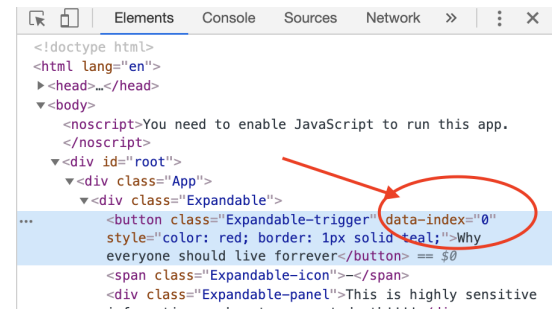 Elements Console Sources Network » ⋮ ✕
<!doctype html>
<html lang="en">
▶<head>…</head>
▼<body>
<noscript>You need to enable JavaScript to run this app.
</noscript>
▼<div id="root">
▼<div class="App">
▼<div class="Expandable">
… <button class="Expandable-trigger" data-index="0"
style="color: red; border: 1px solid teal;">Why
everyone should live forrever</button> == $0
<span class="Expandable-icon">–</span>
<div class="Expandable-panel">This is highly sensitive